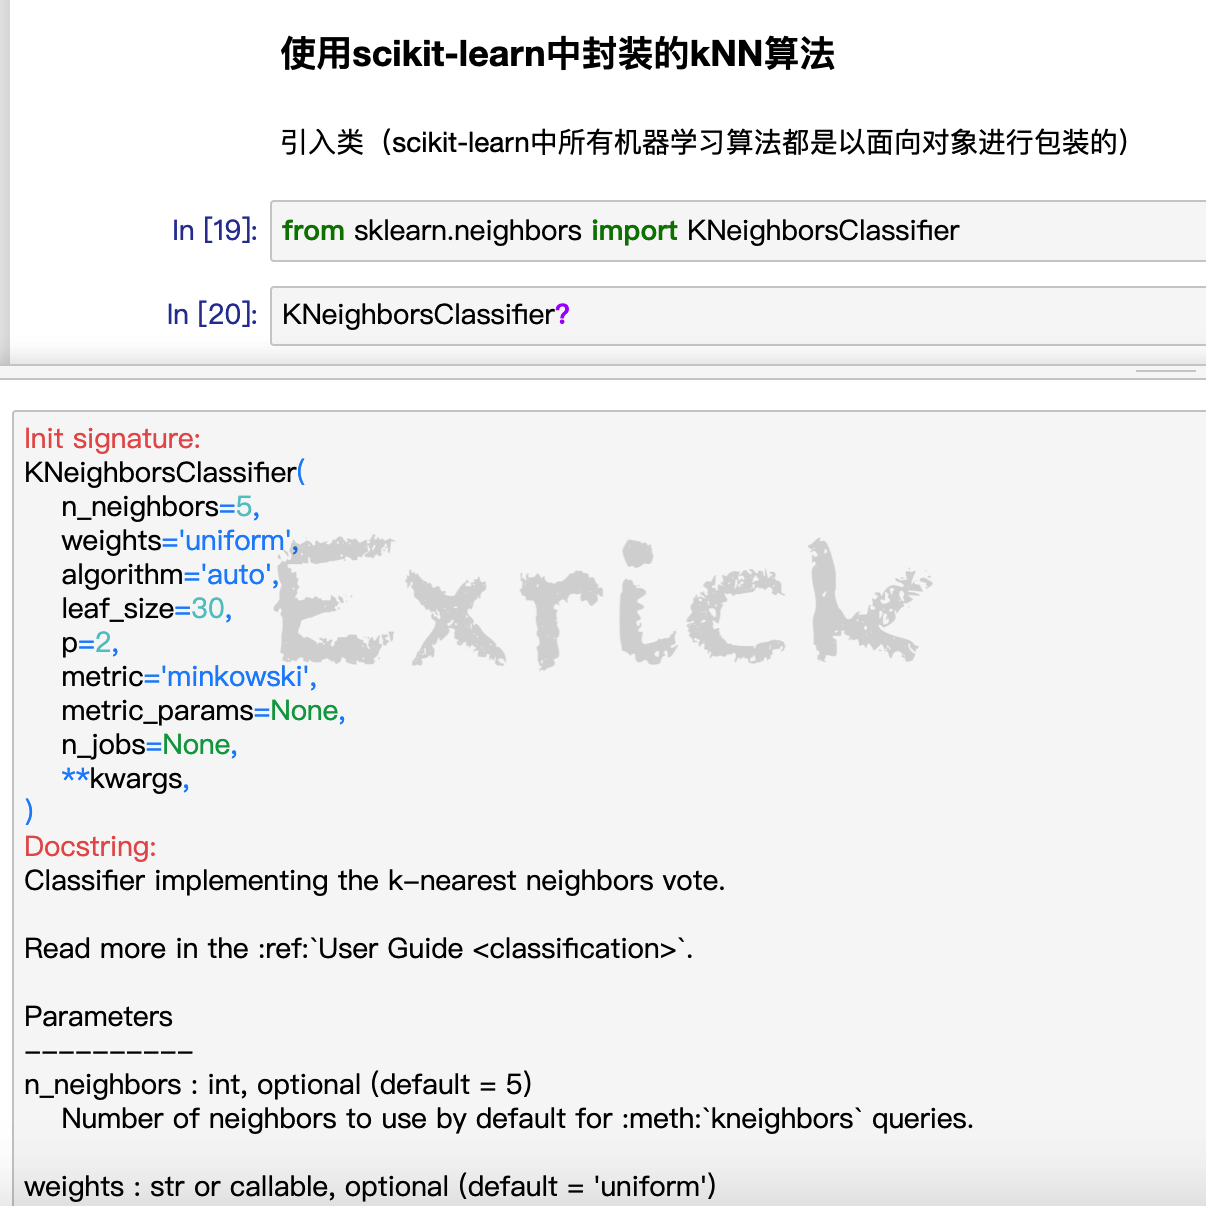 使用scikit-learn中封装的kNN算法
引入类（scikit-learn中所有机器学习算法都是以面向对象进行包装的）
In [19]: from sklearn.neighbors import KNeighborsClassifier
In [20]: KNeighborsClassifier?
Init signature:
KNeighborsClassifier(
    n_neighbors=5,
    weights='uniform',
    algorithm='auto',
    leaf_size=30,
    p=2,
    metric='minkowski',
    metric_params=None,
    n_jobs=None,
    **kwargs,
)
Exrick
Docstring:
Classifier implementing the k-nearest neighbors vote.
Read more in the :ref:`User Guide <classification>`.
Parameters
----------
n_neighbors : int, optional (default = 5)
    Number of neighbors to use by default for :meth:`kneighbors` queries.
weights : str or callable, optional (default = 'uniform')